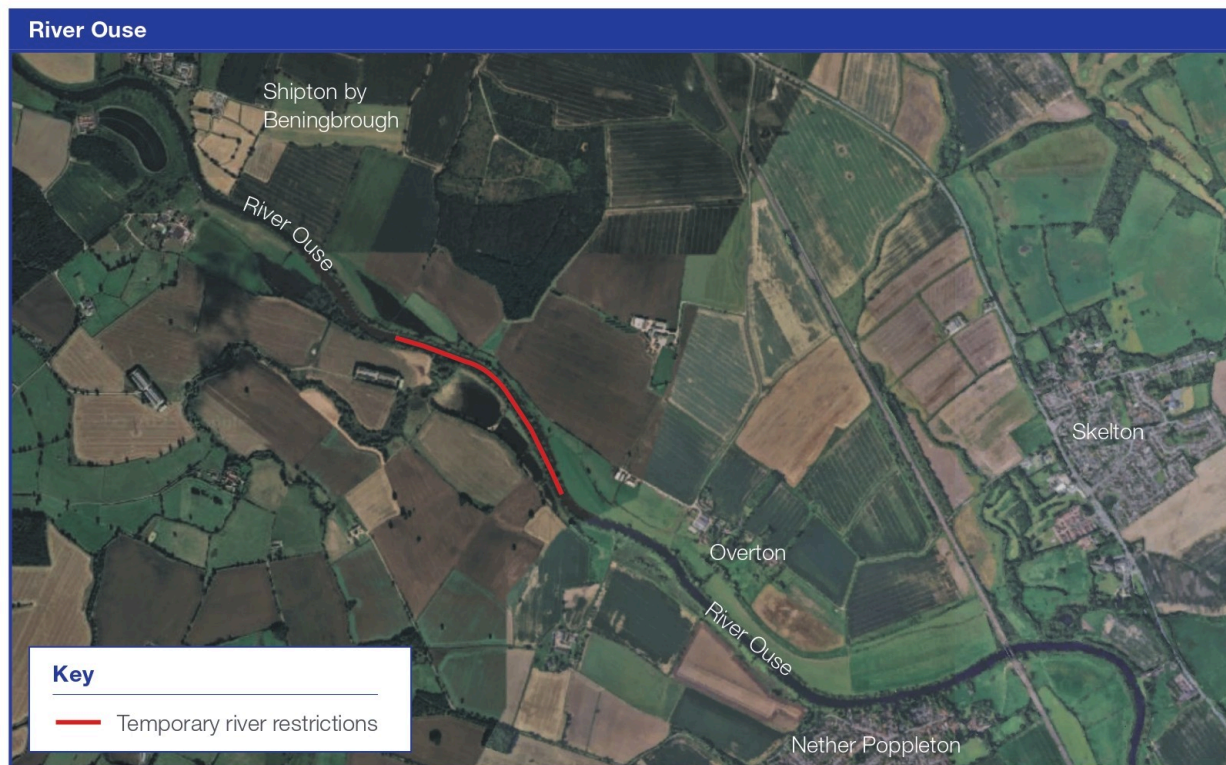 River Ouse
Shipton by
Beningbrough
River Ouse
Skelton
Overton
River Ouse
Nether Poppleton
Key
Temporary river restrictions